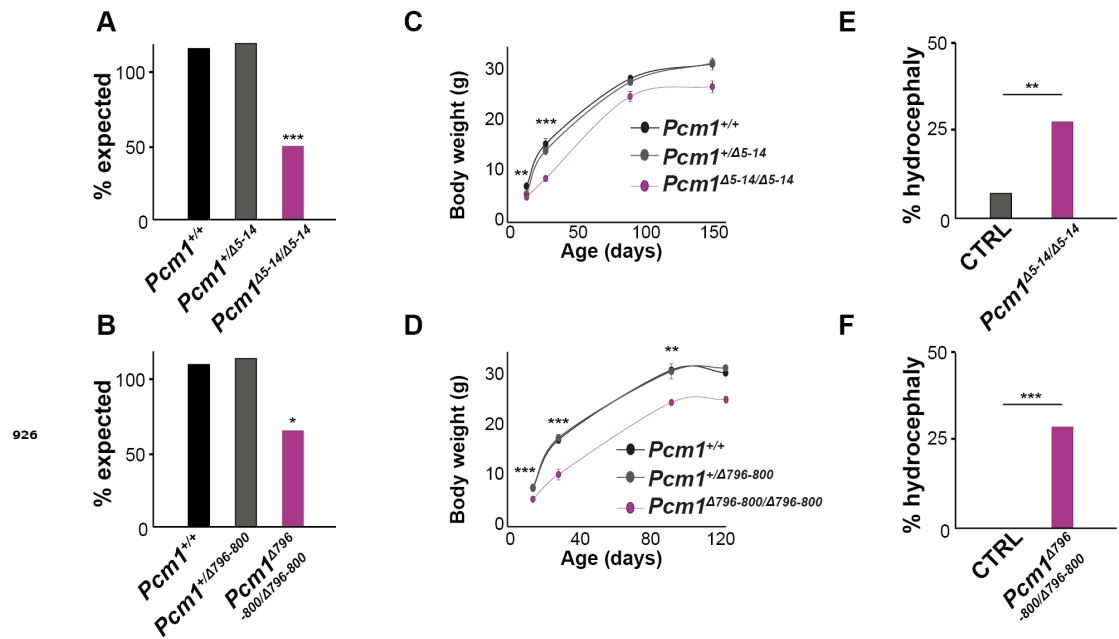 A
% expected
100
50
0
Pcm1+/+
Pcm1+/Δ5-14
Pcm1Δ5-14/Δ5-14
***
C
Body weight (g)
30
20
10
0
0 50 100 150
Age (days)
**
***
Pcm1+/+
Pcm1+/Δ5-14
Pcm1Δ5-14/Δ5-14
E
% hydrocephaly
50
25
0
**
CTRL
Pcm1Δ5-14/Δ5-14
B
% expected
100
50
0
*
Pcm1+/+
Pcm1+/Δ796-800
Pcm1Δ796
-800/Δ796-800
D
Body weight (g)
30
20
10
0
0 40 80 120
Age (days)
***
***
**
Pcm1+/+
Pcm1+/Δ796-800
Pcm1Δ796-800/Δ796-800
F
% hydrocephaly
50
25
0
***
CTRL
Pcm1Δ796
-800/Δ796-800
926